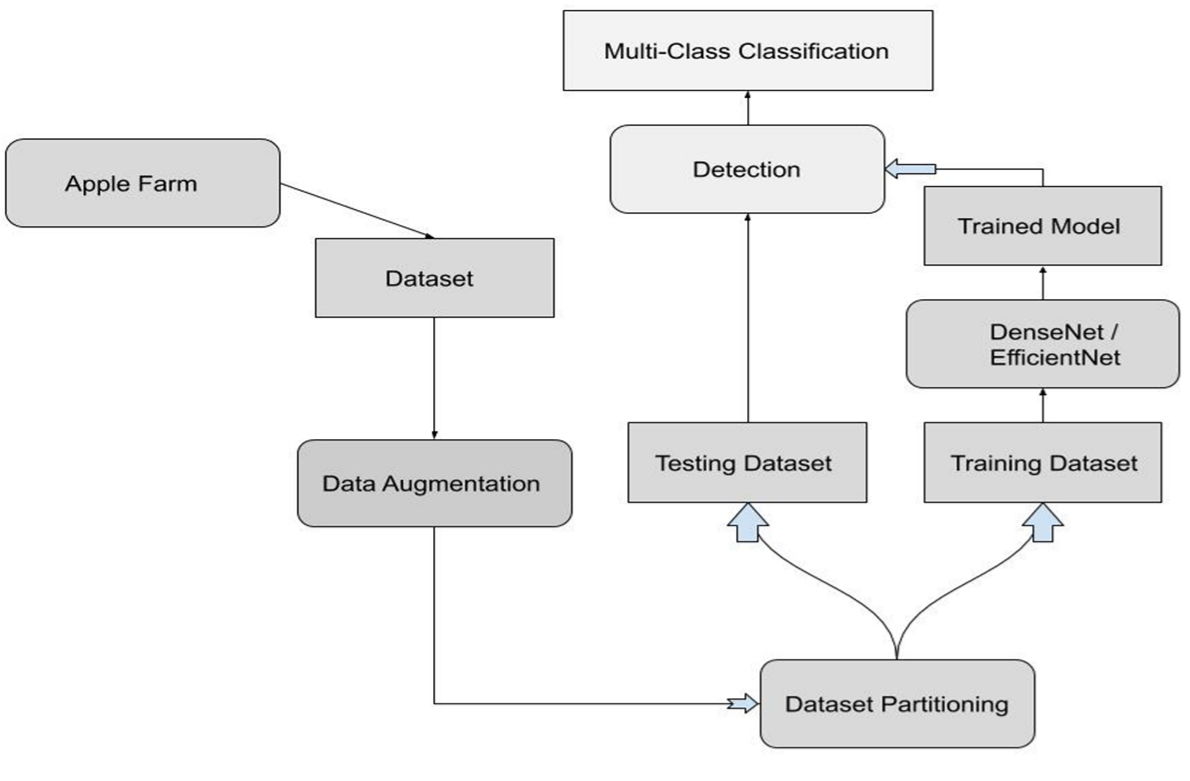 Multi-Class Classification
Apple Farm
Detection
Trained Model
Dataset
DenseNet /
EfficientNet
Testing Dataset
Training Dataset
Data Augmentation
Dataset Partitioning